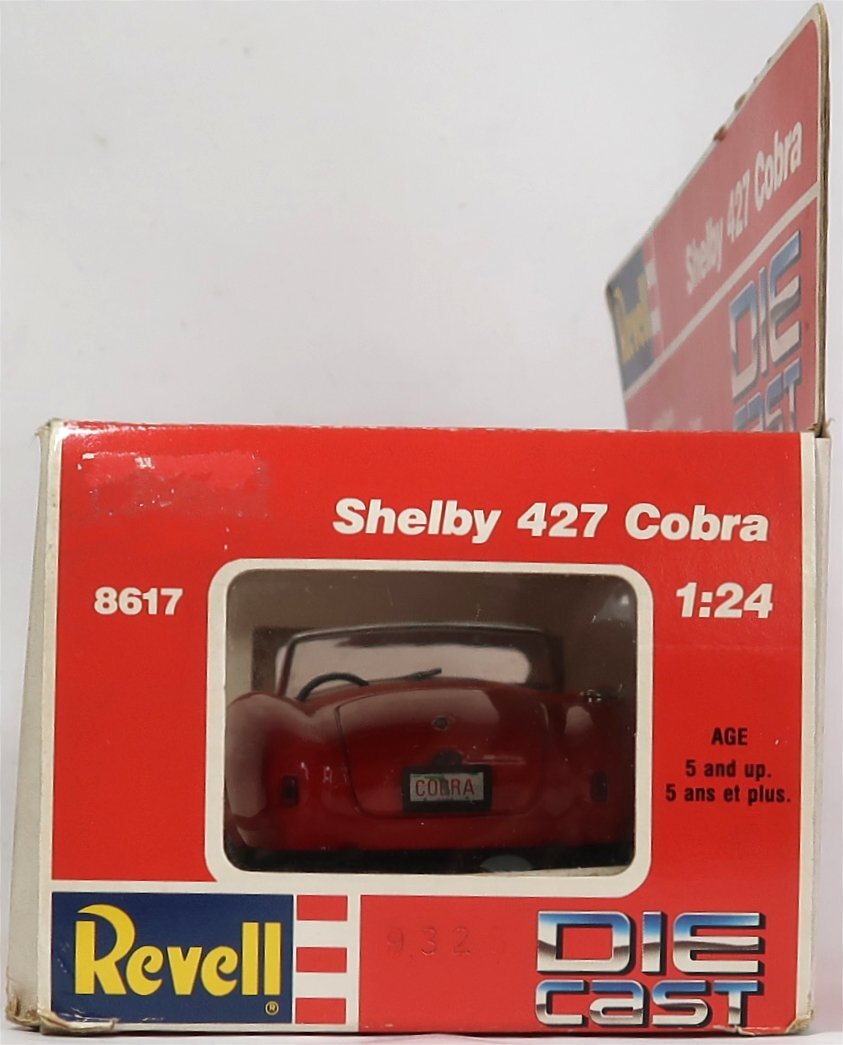 Shelby 427 Cobra
Revell
DIE
CAST
Shelby 427 Cobra
8617
1:24
AGE
5 and up.
5 ans et plus.
COBRA
Revell®
932
DIE
CAST